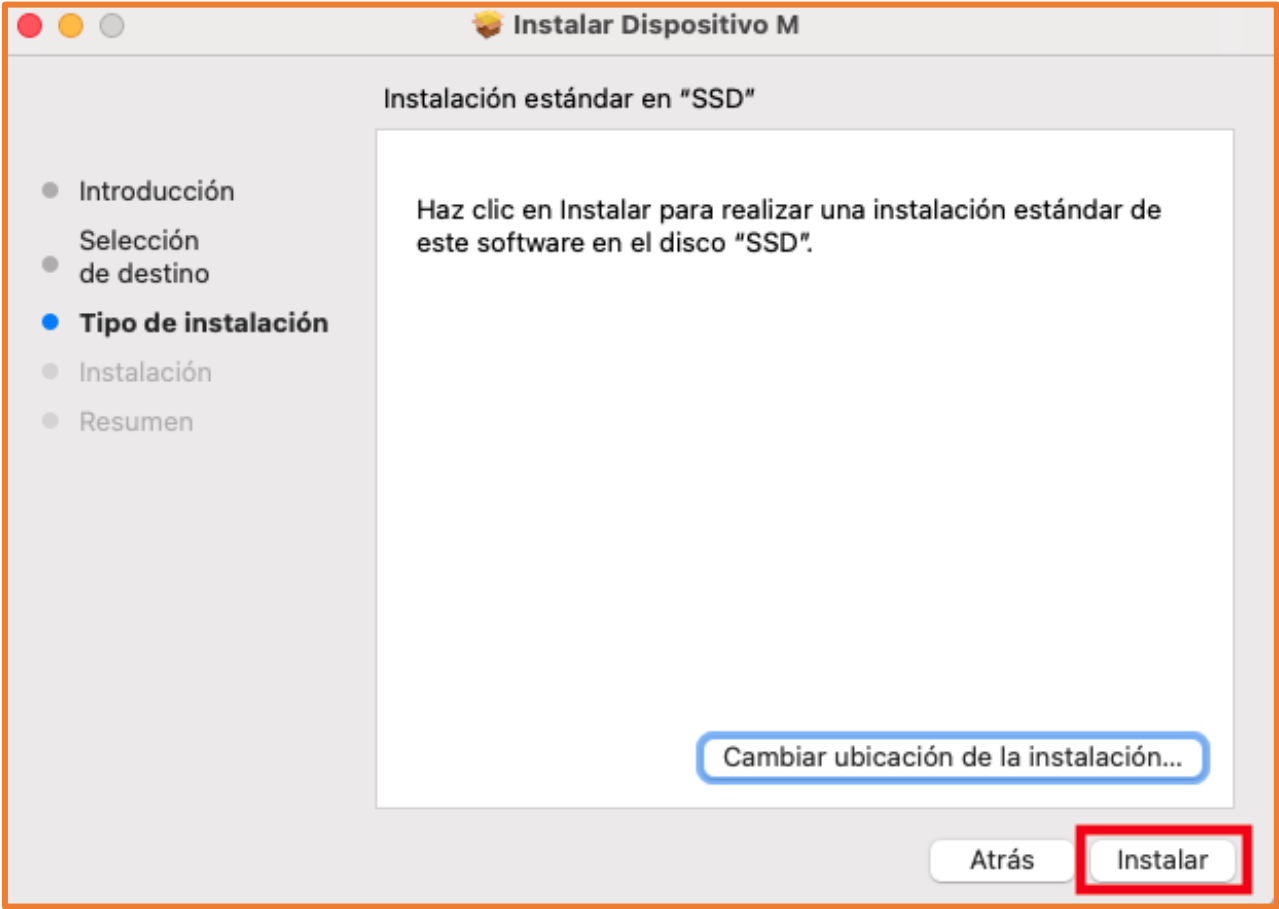 Instalar Dispositivo M
Instalación estándar en "SSD"
Introducción
Selección
de destino
Tipo de instalación
Instalación
Resumen
Haz clic en Instalar para realizar una instalación estándar de
este software en el disco "SSD".
Cambiar ubicación de la instalación...
Atrás
Instalar